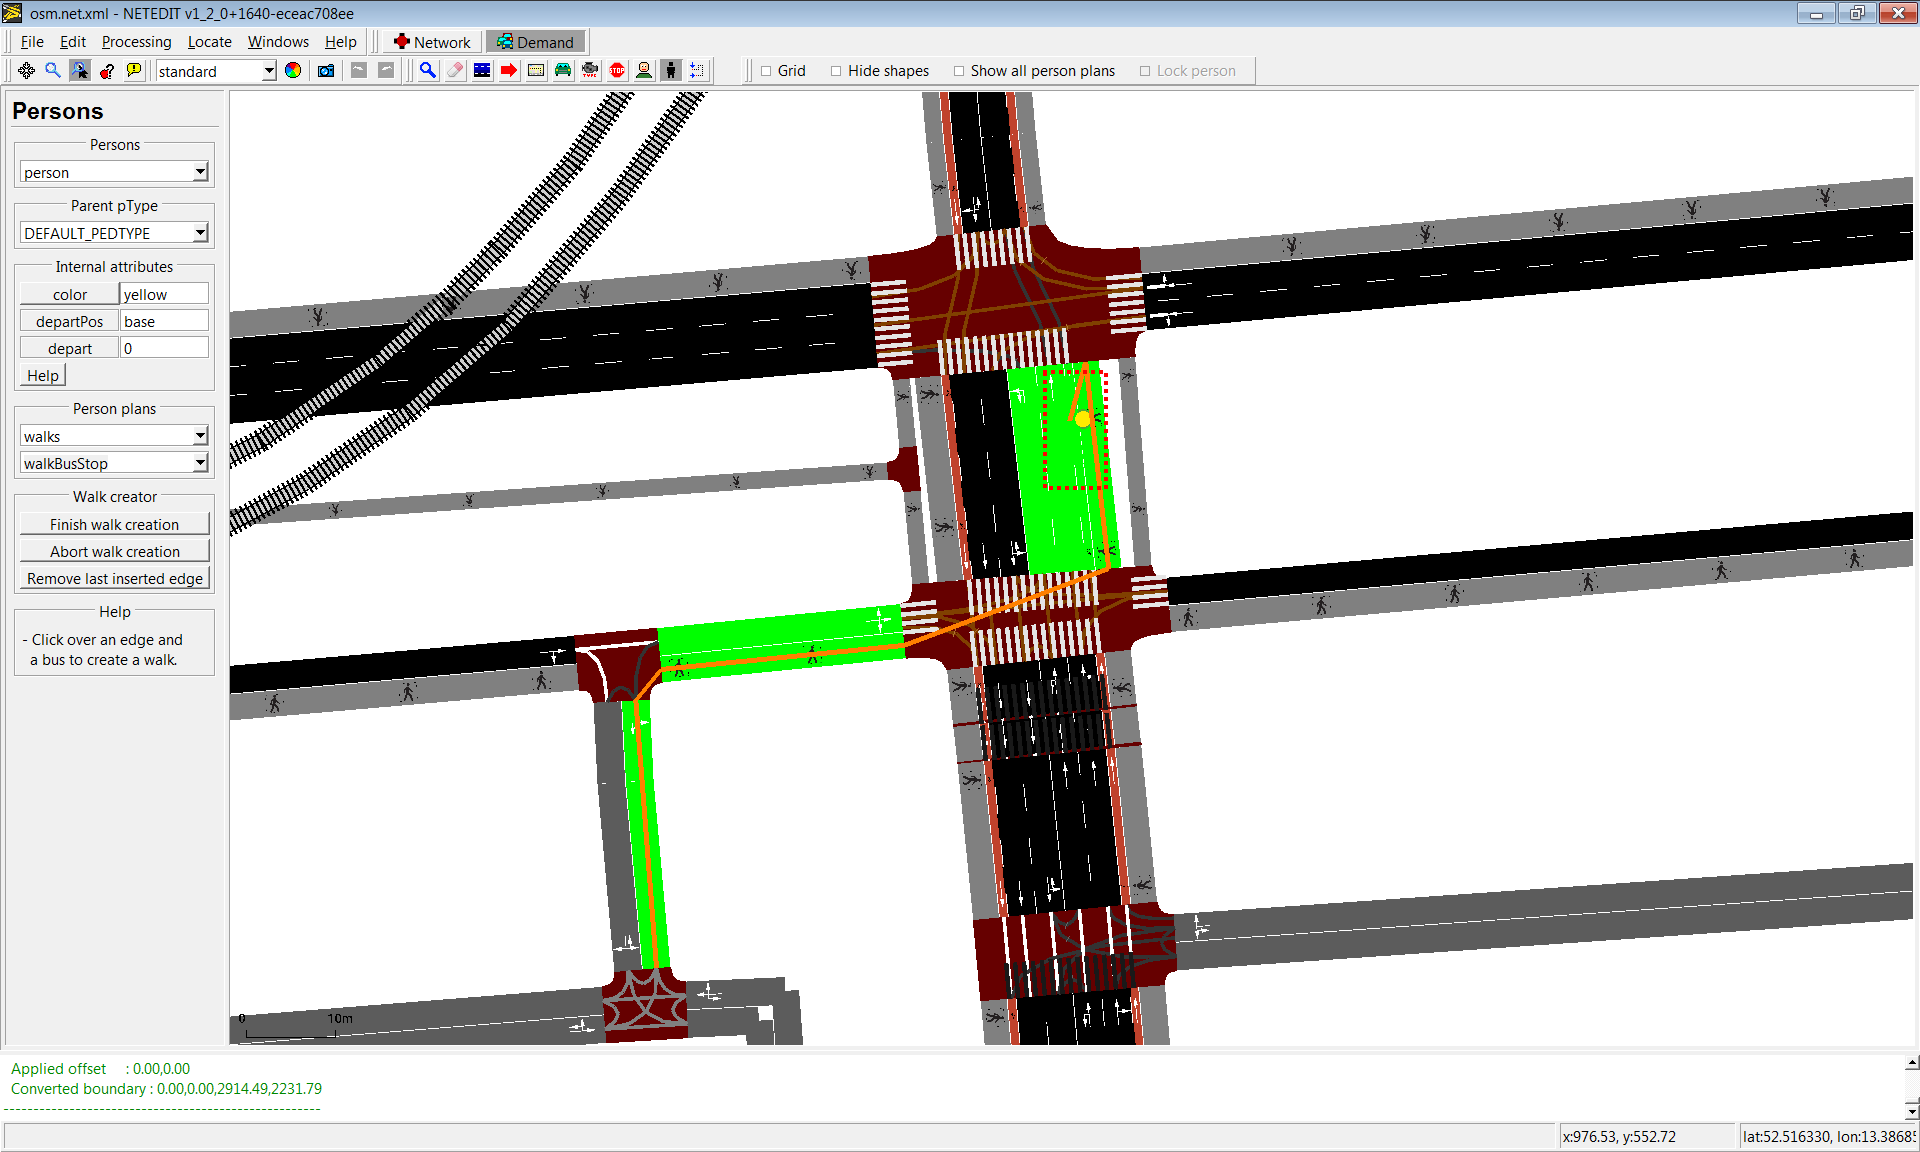 osm.net.xml - NETEDIT v1_2_0+1640-eceac708ee
File Edit Processing Locate Windows Help Network Demand
standard Grid Hide shapes Show all person plans Lock person
Persons
Persons
person
Parent pType
DEFAULT_PEDTYPE
Internal attributes
color yellow
departPos base
depart 0
Help
Person plans
walks
walkBusStop
Walk creator
Finish walk creation
Abort walk creation
Remove last inserted edge
Help
- Click over an edge and
a bus to create a walk.
0 10m
Applied offset : 0.00,0.00
Converted boundary : 0.00,0.00,2914.49,2231.79
x:976.53, y:552.72 lat:52.516330, lon:13.3868